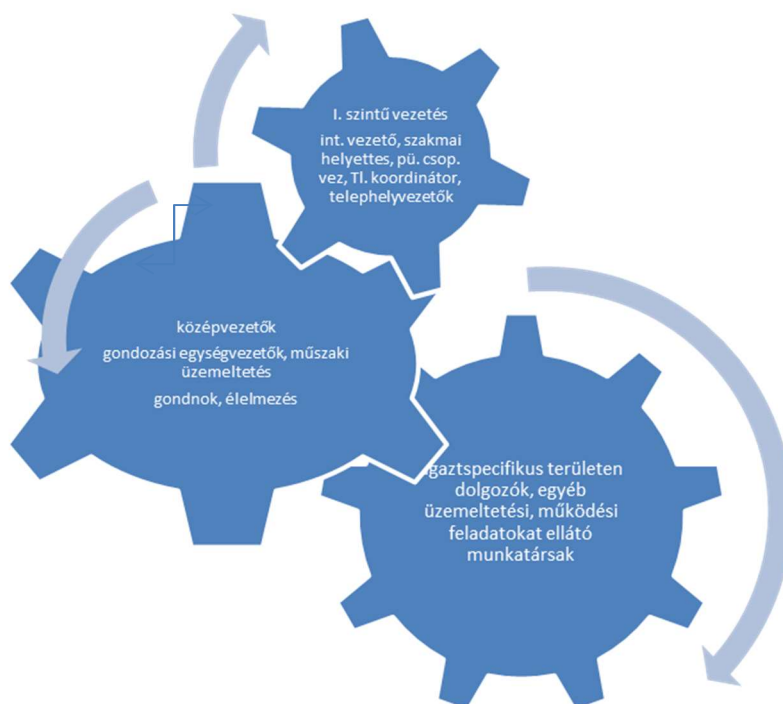 I. szintű vezetés
int. vezető, szakmai
helyettes, pü. csop.
vez, Tl. koordinátor,
telephelyvezetők
középvezetők
gondozási egységvezetők, műszaki
üzemeltetés
gondnok, élelmezés
gaztspecifikus területen
dolgozók, egyéb
üzemeltetési, működési
feladatokat ellátó
munkatársak